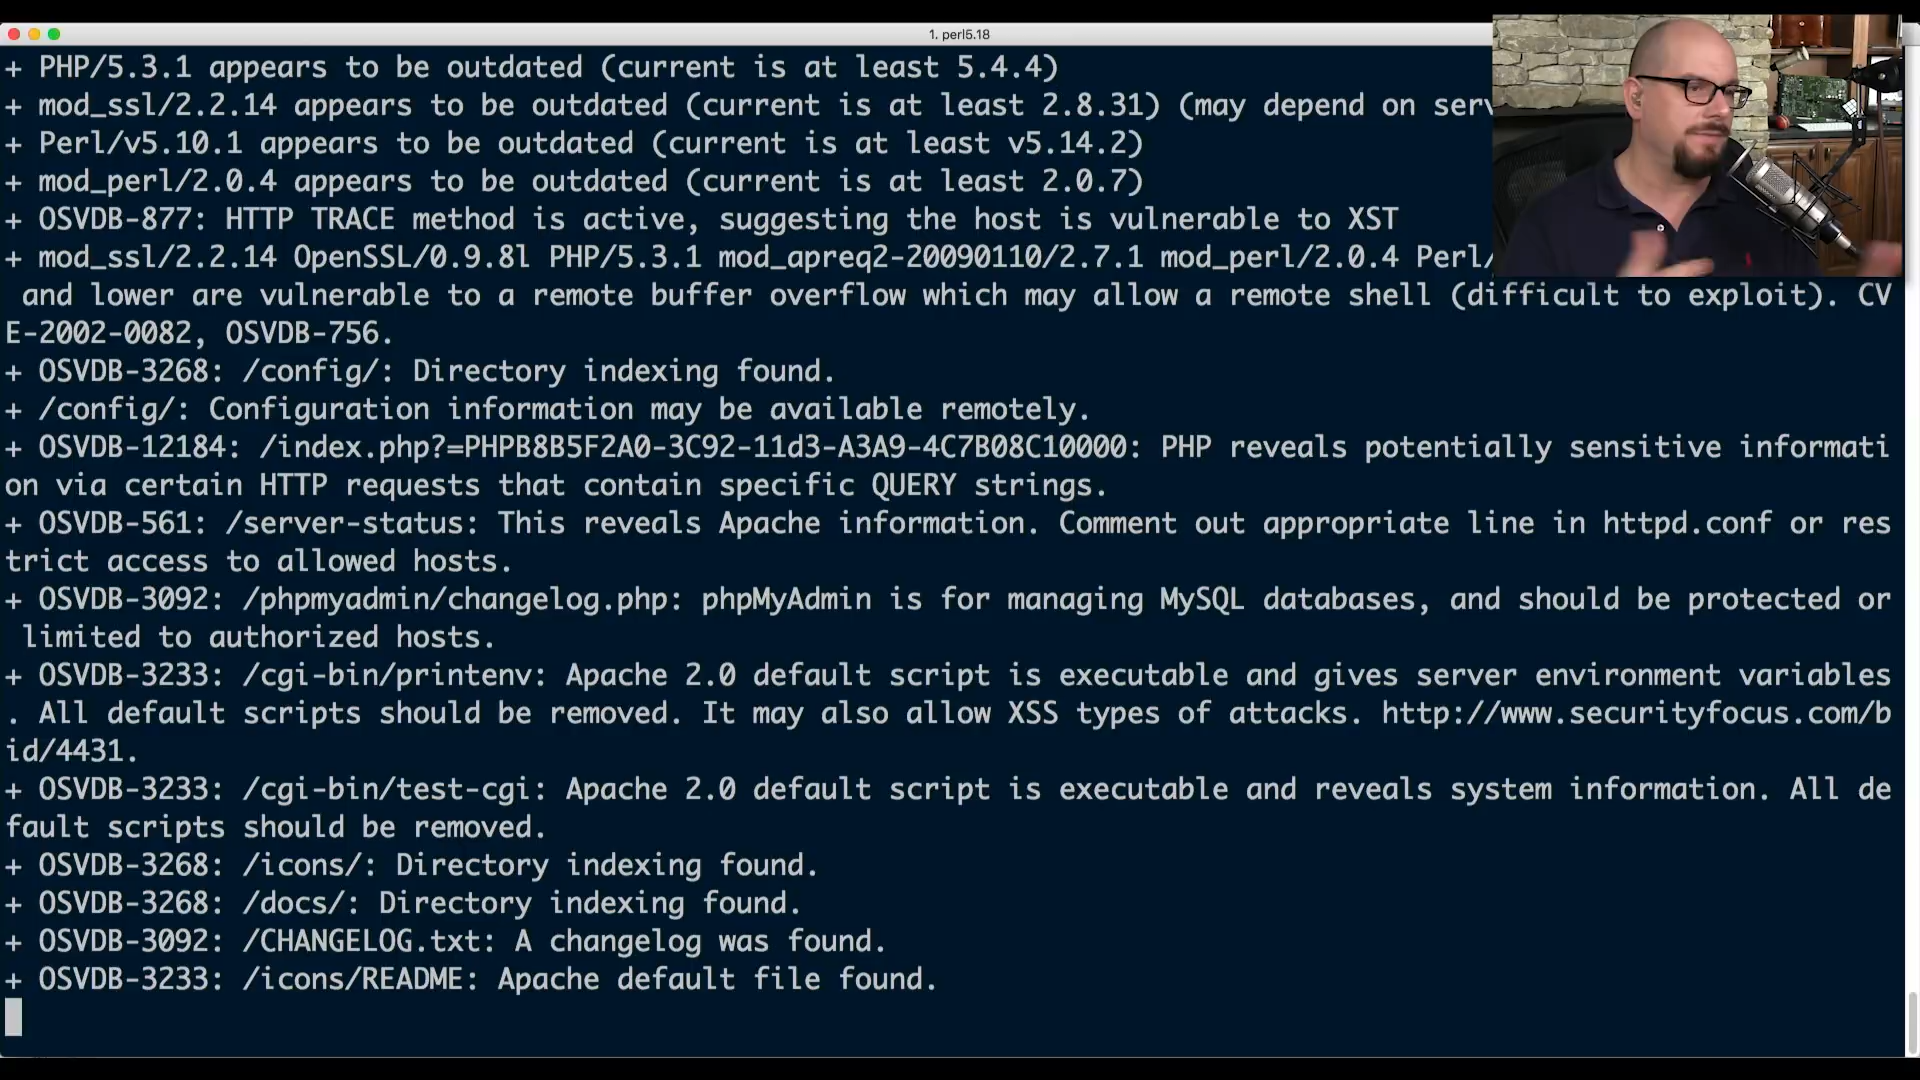 1. perl5.18
+ PHP/5.3.1 appears to be outdated (current is at least 5.4.4)
+ mod_ssl/2.2.14 appears to be outdated (current is at least 2.8.31) (may depend on serv
+ Perl/v5.10.1 appears to be outdated (current is at least v5.14.2)
+ mod_perl/2.0.4 appears to be outdated (current is at least 2.0.7)
+ OSVDB-877: HTTP TRACE method is active, suggesting the host is vulnerable to XST
+ mod_ssl/2.2.14 OpenSSL/0.9.8l PHP/5.3.1 mod_apreq2-20090110/2.7.1 mod_perl/2.0.4 Perl/
and lower are vulnerable to a remote buffer overflow which may allow a remote shell (difficult to exploit). CV
E-2002-0082, OSVDB-756.
+ OSVDB-3268: /config/: Directory indexing found.
+ /config/: Configuration information may be available remotely.
+ OSVDB-12184: /index.php?=PHPB8B5F2A0-3C92-11d3-A3A9-4C7B08C10000: PHP reveals potentially sensitive informati
on via certain HTTP requests that contain specific QUERY strings.
+ OSVDB-561: /server-status: This reveals Apache information. Comment out appropriate line in httpd.conf or res
trict access to allowed hosts.
+ OSVDB-3092: /phpmyadmin/changelog.php: phpMyAdmin is for managing MySQL databases, and should be protected or
limited to authorized hosts.
+ OSVDB-3233: /cgi-bin/printenv: Apache 2.0 default script is executable and gives server environment variables
. All default scripts should be removed. It may also allow XSS types of attacks. http://www.securityfocus.com/b
id/4431.
+ OSVDB-3233: /cgi-bin/test-cgi: Apache 2.0 default script is executable and reveals system information. All de
fault scripts should be removed.
+ OSVDB-3268: /icons/: Directory indexing found.
+ OSVDB-3268: /docs/: Directory indexing found.
+ OSVDB-3092: /CHANGELOG.txt: A changelog was found.
+ OSVDB-3233: /icons/README: Apache default file found.